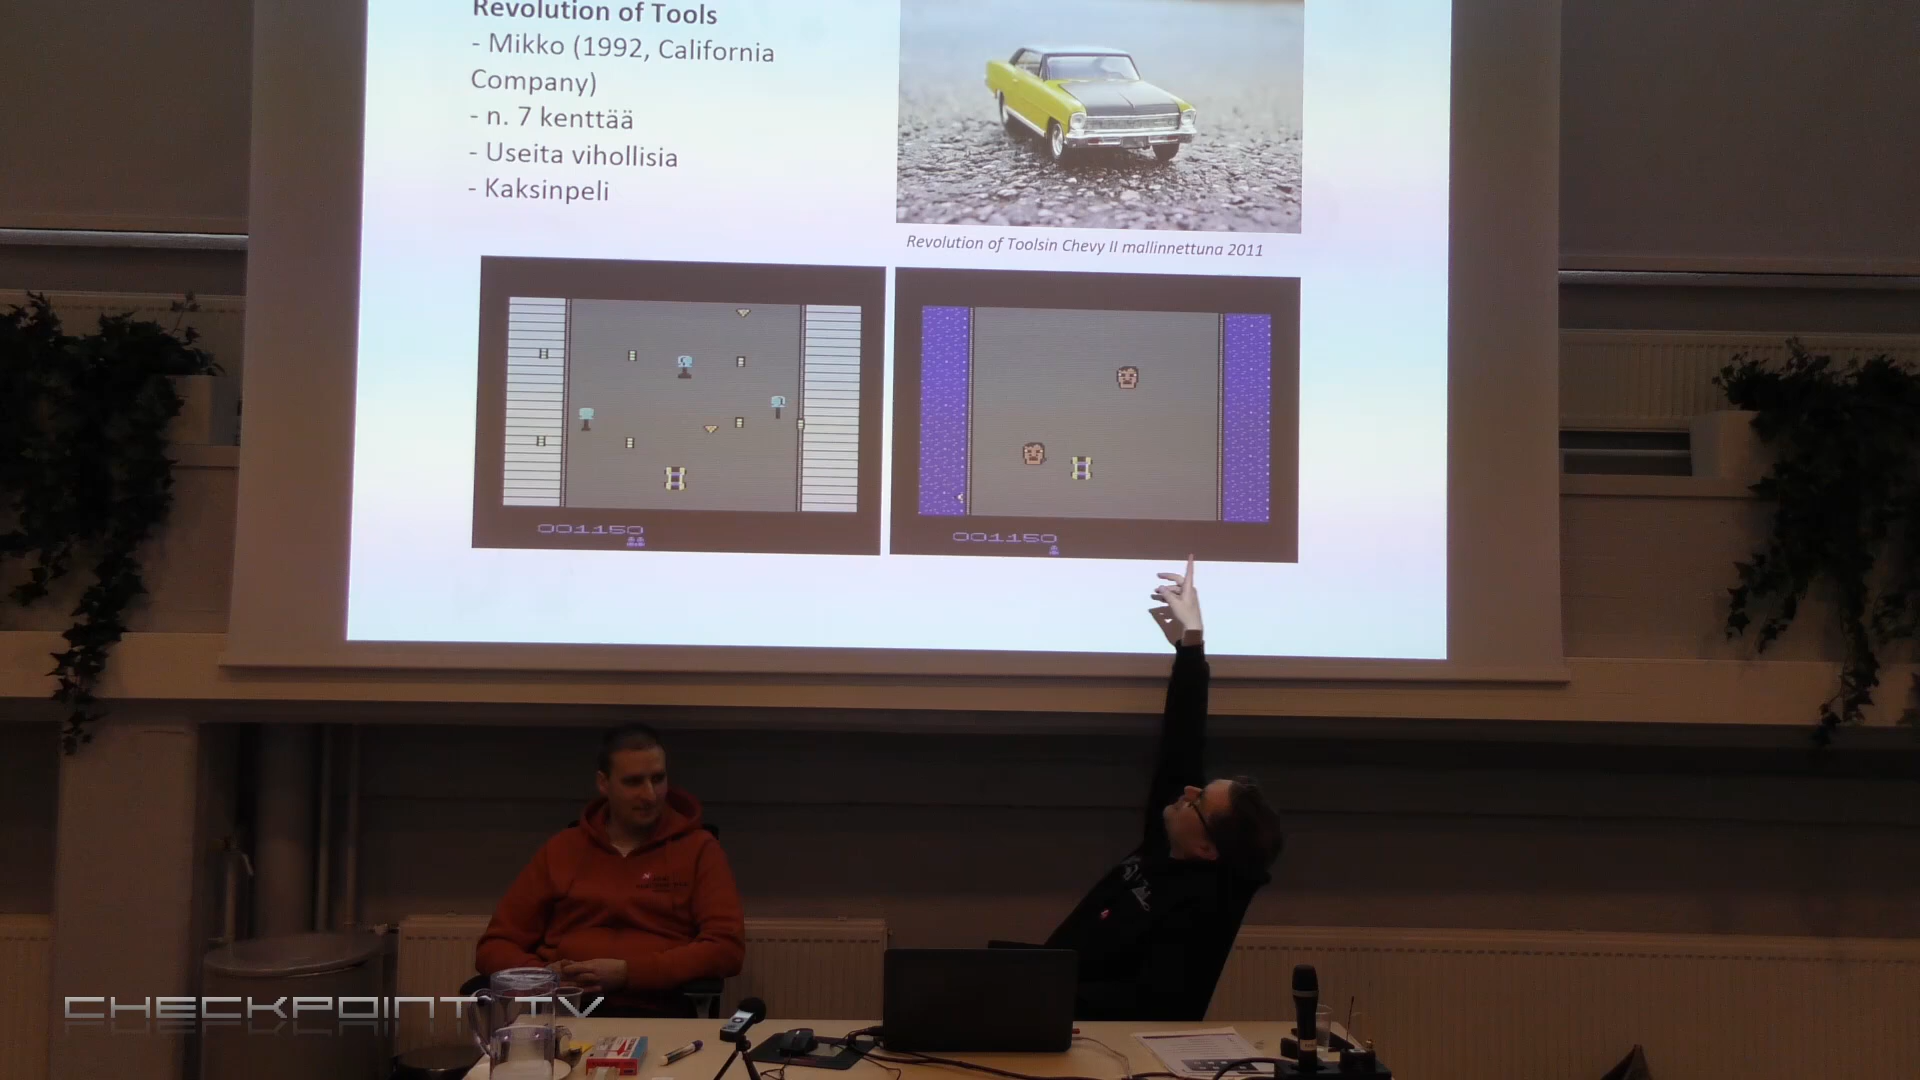 Revolution of Tools
- Mikko (1992, California
Company)
- n. 7 kenttää
- Useita vihollisia
- Kaksinpeli
Revolution of Toolsin Chevy II mallinnettuna 2011
001150
001150
CHECKPOINT TV